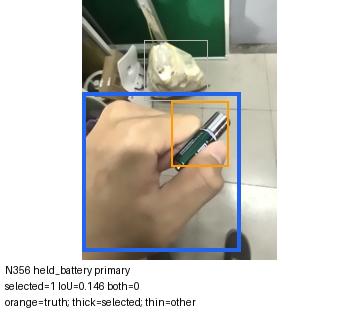 N356 held_battery primary
selected=1 IoU=0.146 both=0
orange=truth; thick=selected; thin=other